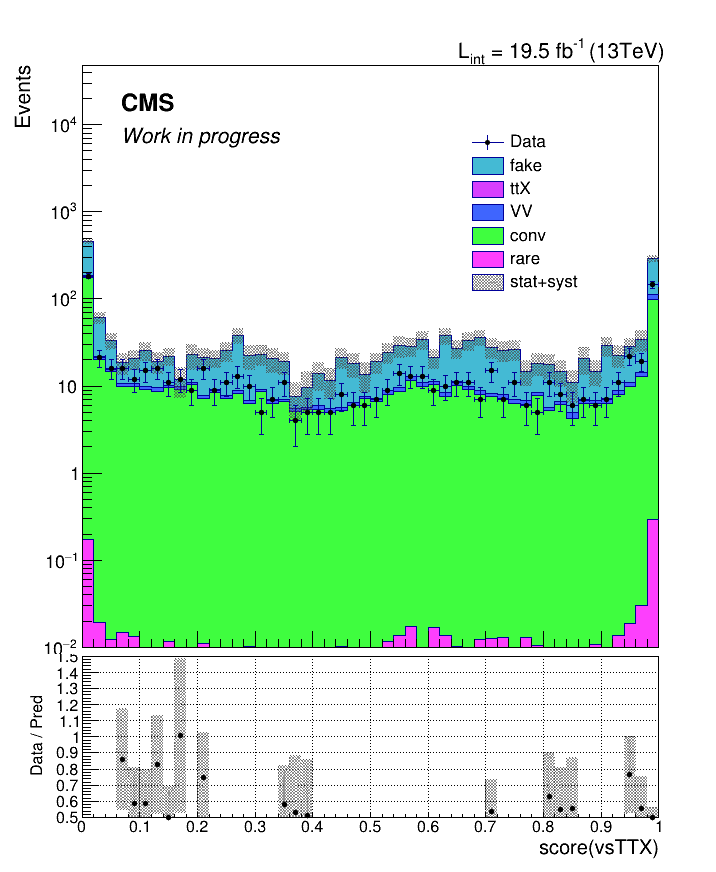 L_int = 19.5 fb^-1 (13TeV)
Events
CMS
Work in progress
Data
fake
ttX
VV
conv
rare
stat+syst
10^4
10^3
10^2
10
1
10^−1
10^−2
Data / Pred
1.5
1.4
1.3
1.2
1.1
1
0.9
0.8
0.7
0.6
0.5
0 0.1 0.2 0.3 0.4 0.5 0.6 0.7 0.8 0.9 1
score(vsTTX)